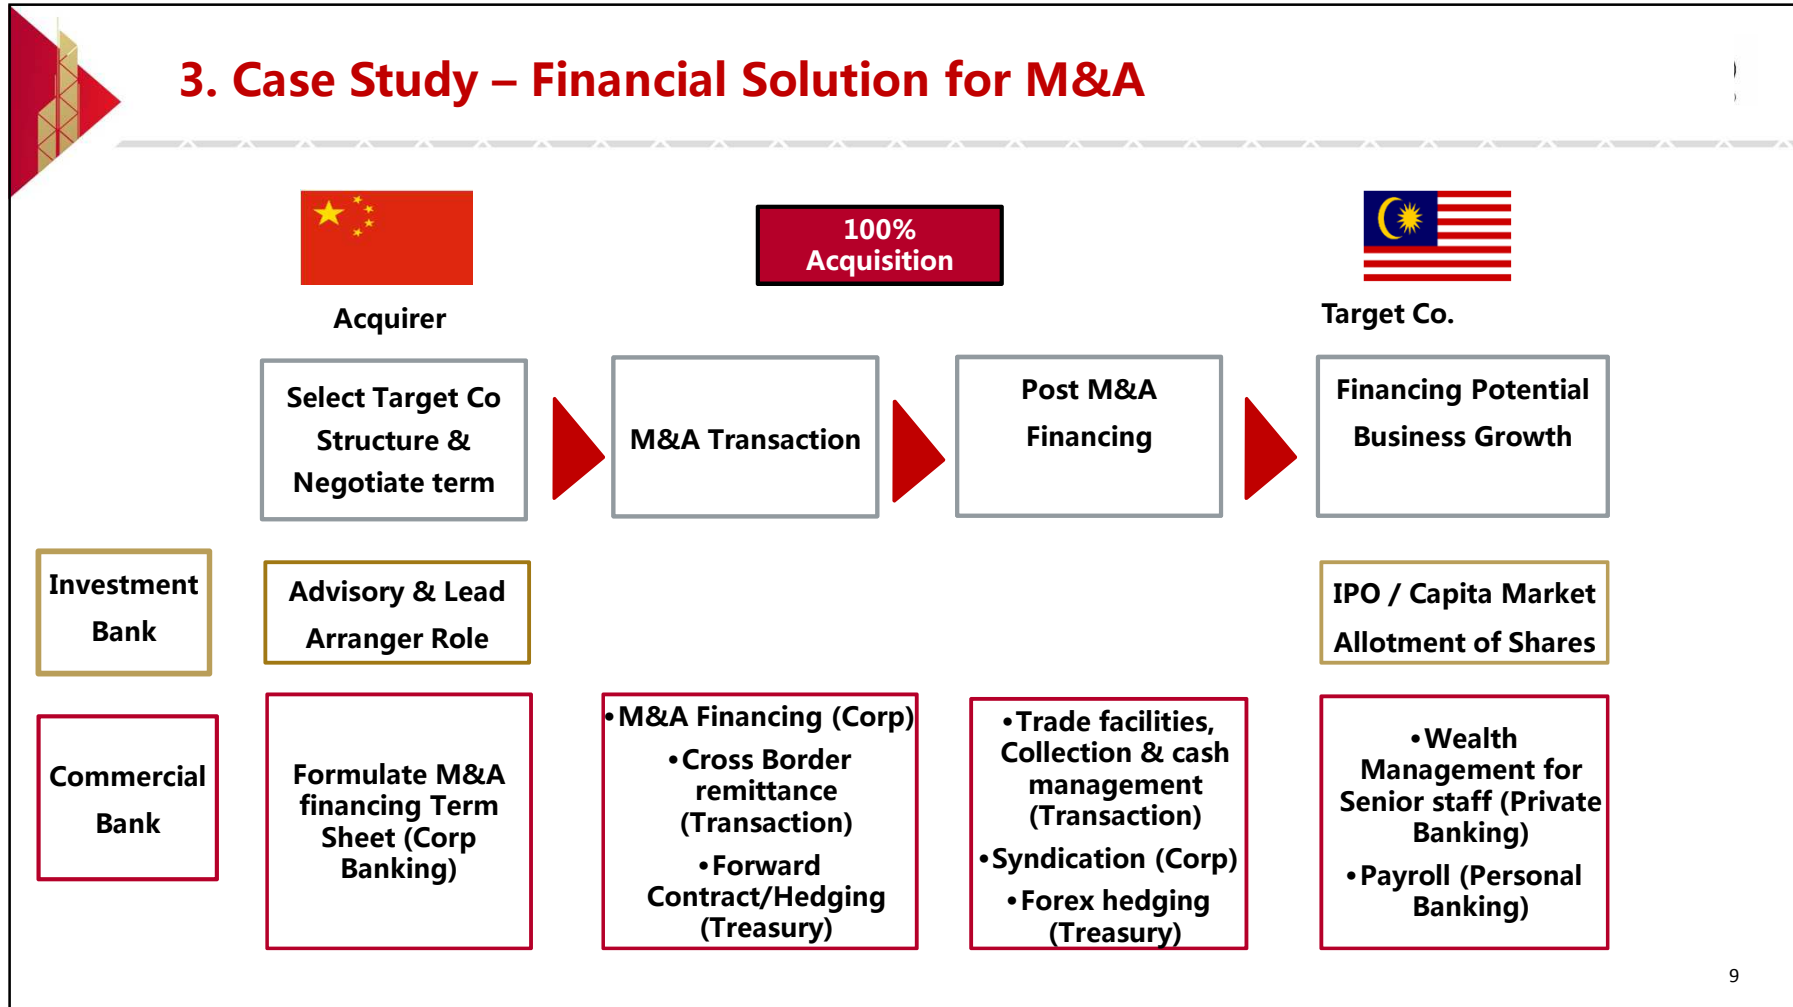 3. Case Study – Financial Solution for M&A
100%
Acquisition
Acquirer
Target Co.
Select Target Co
Structure &
Negotiate term
M&A Transaction
Post M&A
Financing
Financing Potential
Business Growth
Investment
Bank
Advisory & Lead
Arranger Role
IPO / Capita Market
Allotment of Shares
Commercial
Bank
Formulate M&A
financing Term
Sheet (Corp
Banking)
•M&A Financing (Corp)
•Cross Border
remittance
(Transaction)
•Forward
Contract/Hedging
(Treasury)
•Trade facilities,
Collection & cash
management
(Transaction)
•Syndication (Corp)
•Forex hedging
(Treasury)
•Wealth
Management for
Senior staff (Private
Banking)
•Payroll (Personal
Banking)
9